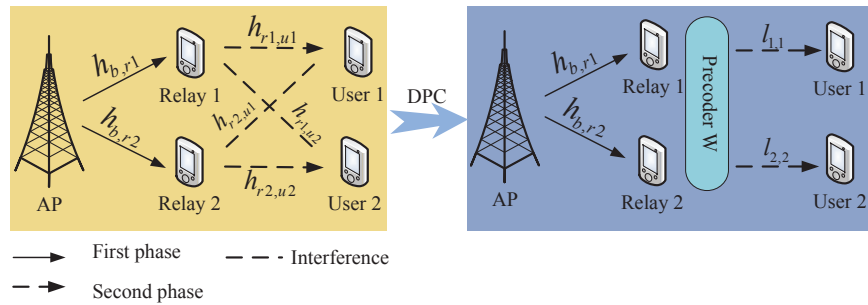 h_{b,r1}
h_{b,r2}
AP
Relay 1
Relay 2
h_{r1,u1}
h_{r2,u1}
h_{r1,u2}
h_{r2,u2}
User 1
User 2
DPC
h_{b,r1}
h_{b,r2}
AP
Relay 1
Relay 2
Precoder W
l_{1,1}
l_{2,2}
User 1
User 2
First phase
Interference
Second phase